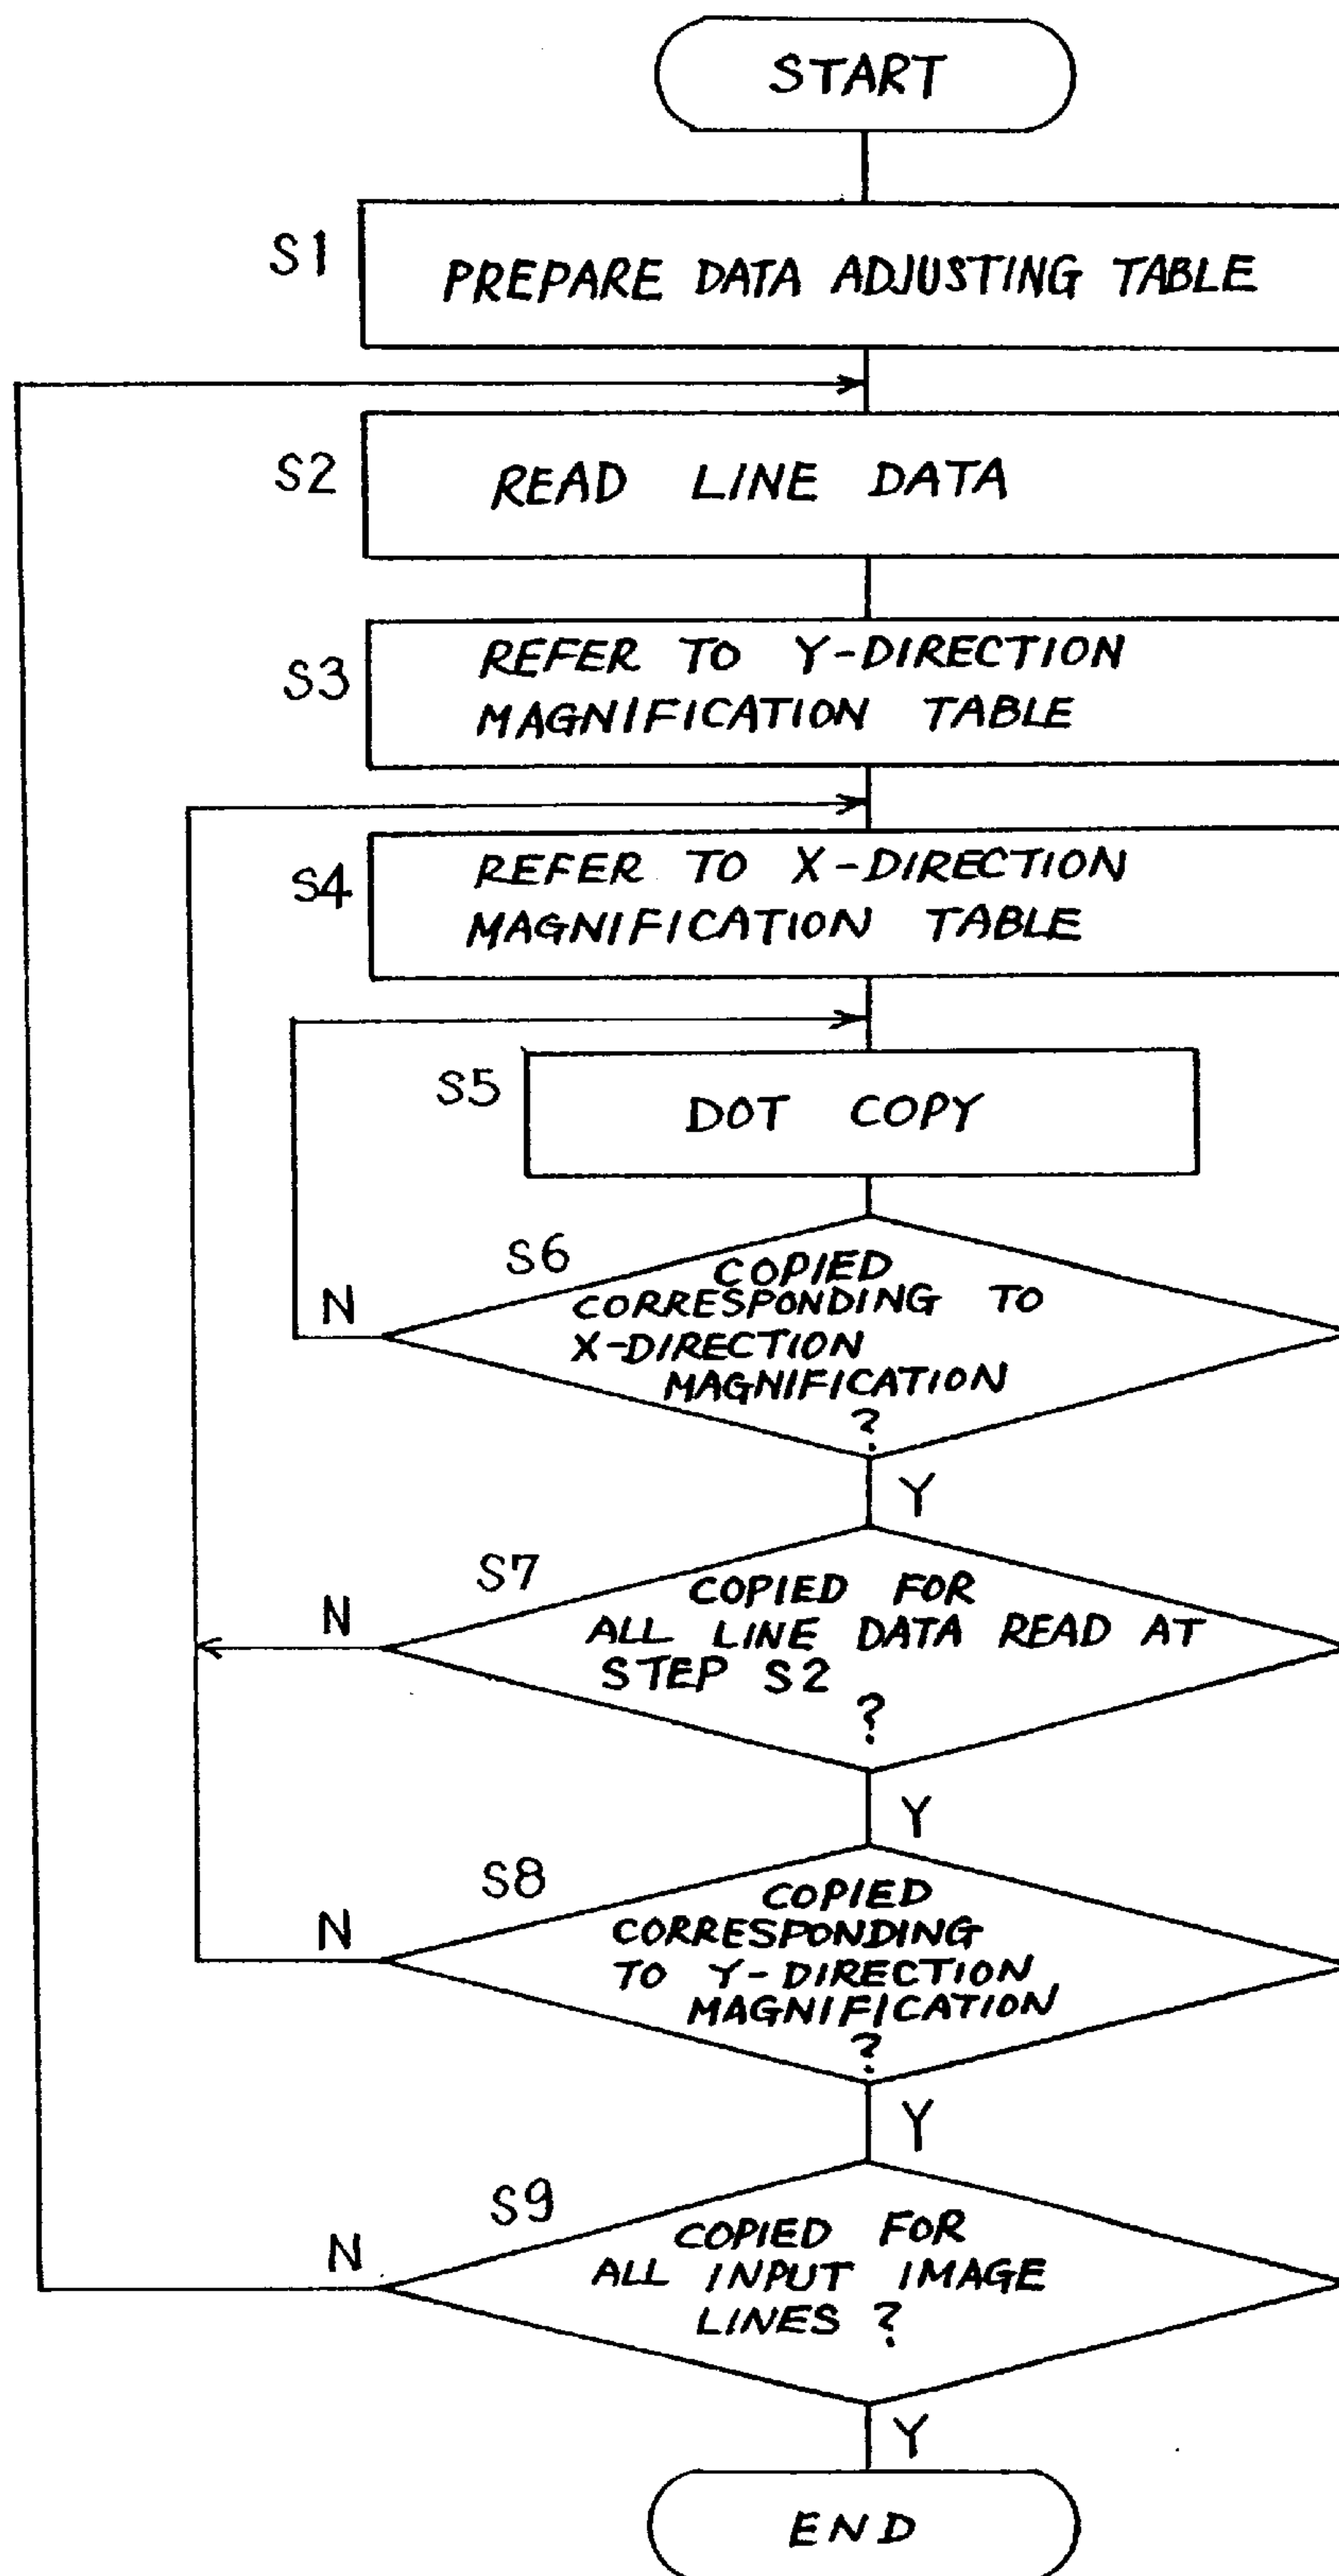 START
S1
PREPARE DATA ADJUSTING TABLE
S2
READ LINE DATA
S3
REFER TO Y-DIRECTION
MAGNIFICATION TABLE
S4
REFER TO X-DIRECTION
MAGNIFICATION TABLE
S5
DOT COPY
S6
COPIED
CORRESPONDING TO
X-DIRECTION
MAGNIFICATION
?
N
Y
S7
COPIED FOR
ALL LINE DATA READ AT
STEP S2
?
N
Y
S8
COPIED
CORRESPONDING
TO Y-DIRECTION
MAGNIFICATION
?
N
Y
S9
COPIED FOR
ALL INPUT IMAGE
LINES ?
N
Y
END